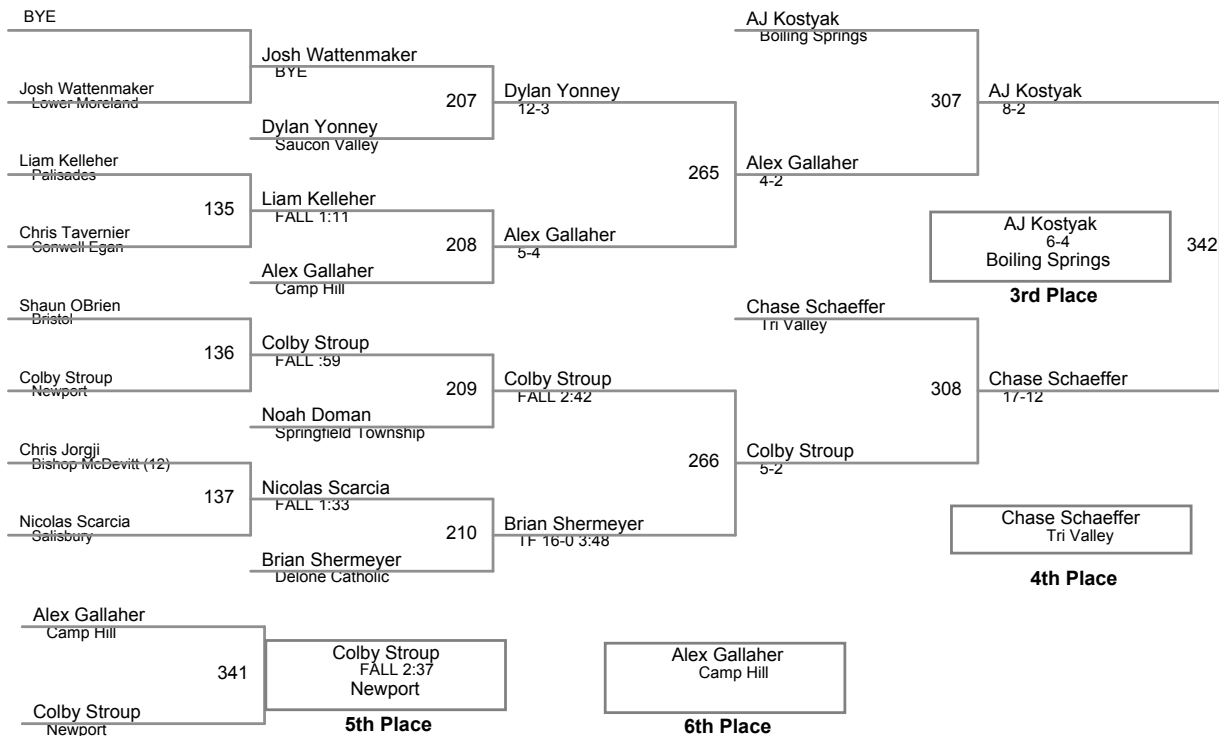 BYE
Josh Wattenmaker
Lower Moreland
Liam Kelleher
Palisades
135
Chris Tavernier
Conwell Egan
Shaun OBrien
Bristol
136
Colby Stroup
Newport
Chris Jorgji
Bishop McDevitt (12)
137
Nicolas Scarcia
Salisbury
Josh Wattenmaker
BYE
207
Dylan Yonney
Saucon Valley
Liam Kelleher
FALL 1:11
208
Alex Gallaher
Camp Hill
Colby Stroup
FALL :59
209
Noah Doman
Springfield Township
Nicolas Scarcia
FALL 1:33
210
Brian Shermeyer
Delone Catholic
Dylan Yonney
12-3
265
Alex Gallaher
5-4
Colby Stroup
FALL 2:42
266
Brian Shermeyer
TF 16-0 3:48
AJ Kostyak
Boiling Springs
307
Alex Gallaher
4-2
Chase Schaeffer
Tri Valley
308
Colby Stroup
5-2
AJ Kostyak
8-2
342
Chase Schaeffer
17-12
AJ Kostyak
6-4
Boiling Springs
3rd Place
Chase Schaeffer
Tri Valley
4th Place
Alex Gallaher
Camp Hill
341
Colby Stroup
Newport
Colby Stroup
FALL 2:37
Newport
5th Place
Alex Gallaher
Camp Hill
6th Place